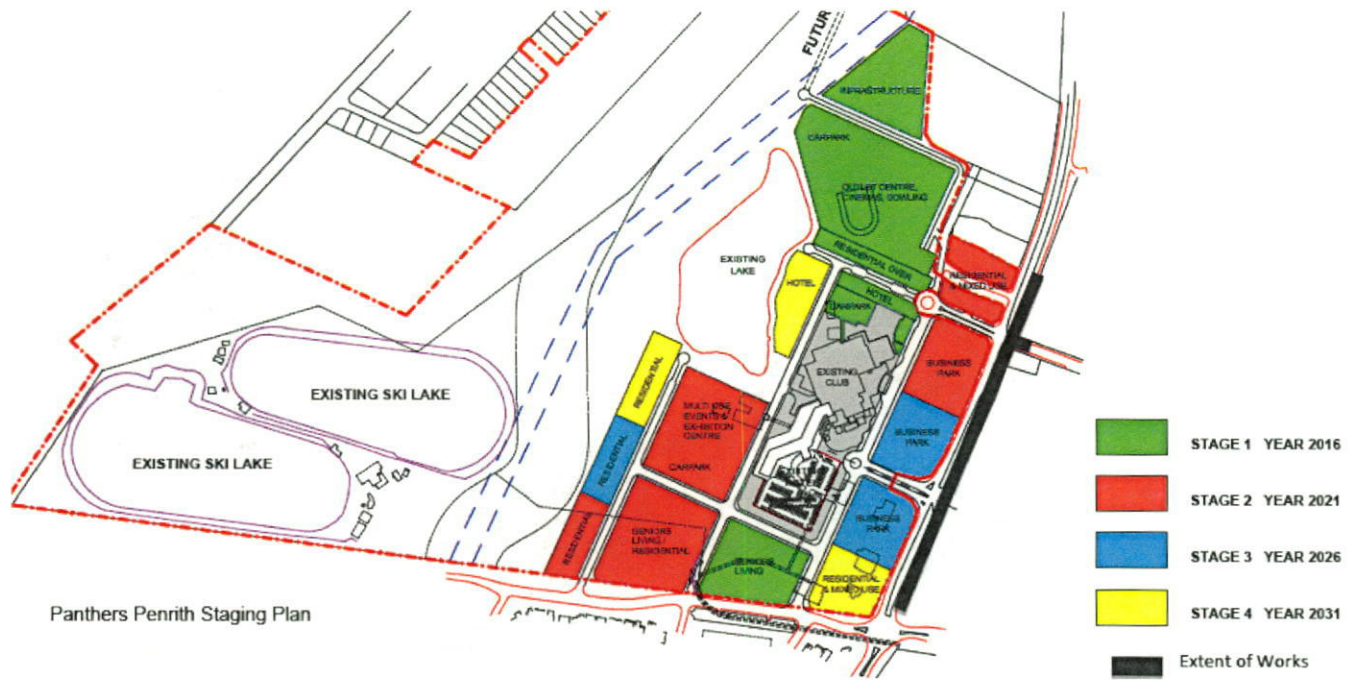 FUTUR
INFRASTRUCTURE
CARPARK
OUTLET CENTRE,
CINEMAS, BOWLING
RESIDENTIAL OVER
EXISTING
LAKE
HOTEL
HOTEL
CARPARK
RESIDENTIAL
& MIXED USE
BUSINESS
PARK
EXISTING
CLUB
RESIDENTIAL
MULTI USE
EVENTS &
EXHIBITION
CENTRE
CARPARK
BUSINESS
PARK
RESIDENTIAL
EXISTING
EXISTING SKI LAKE
EXISTING SKI LAKE
BUSINESS
PARK
RESIDENTIAL
SENIORS
LIVING /
RESIDENTIAL
SENIORS
LIVING
RESIDENTIAL
& MIXED USE
Panthers Penrith Staging Plan
STAGE 1 YEAR 2016
STAGE 2 YEAR 2021
STAGE 3 YEAR 2026
STAGE 4 YEAR 2031
Extent of Works